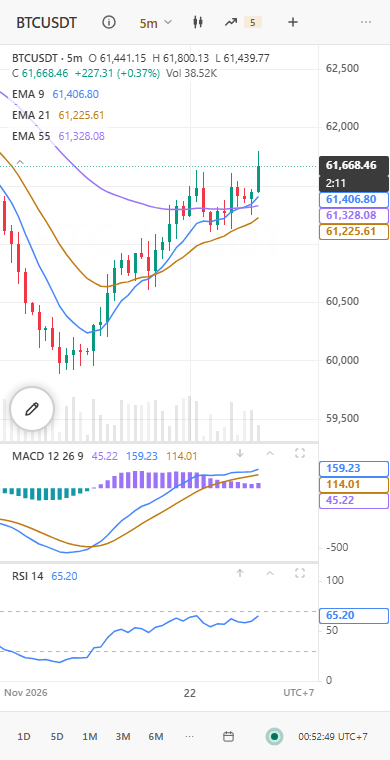 BTCUSDT 5m 5
BTCUSDT · 5m O 61,441.15 H 61,800.13 L 61,439.77
C 61,668.46 +227.31 (+0.37%) Vol 38.52K
EMA 9 61,406.80
EMA 21 61,225.61
EMA 55 61,328.08
62,500
62,000
61,668.46
2:11
61,406.80
61,328.08
61,225.61
60,500
60,000
59,500
MACD 12 26 9 45.22 159.23 114.01
159.23
114.01
45.22
-500
RSI 14 65.20
100
65.20
50
0
Nov 2026 22 UTC+7
1D 5D 1M 3M 6M ... 00:52:49 UTC+7